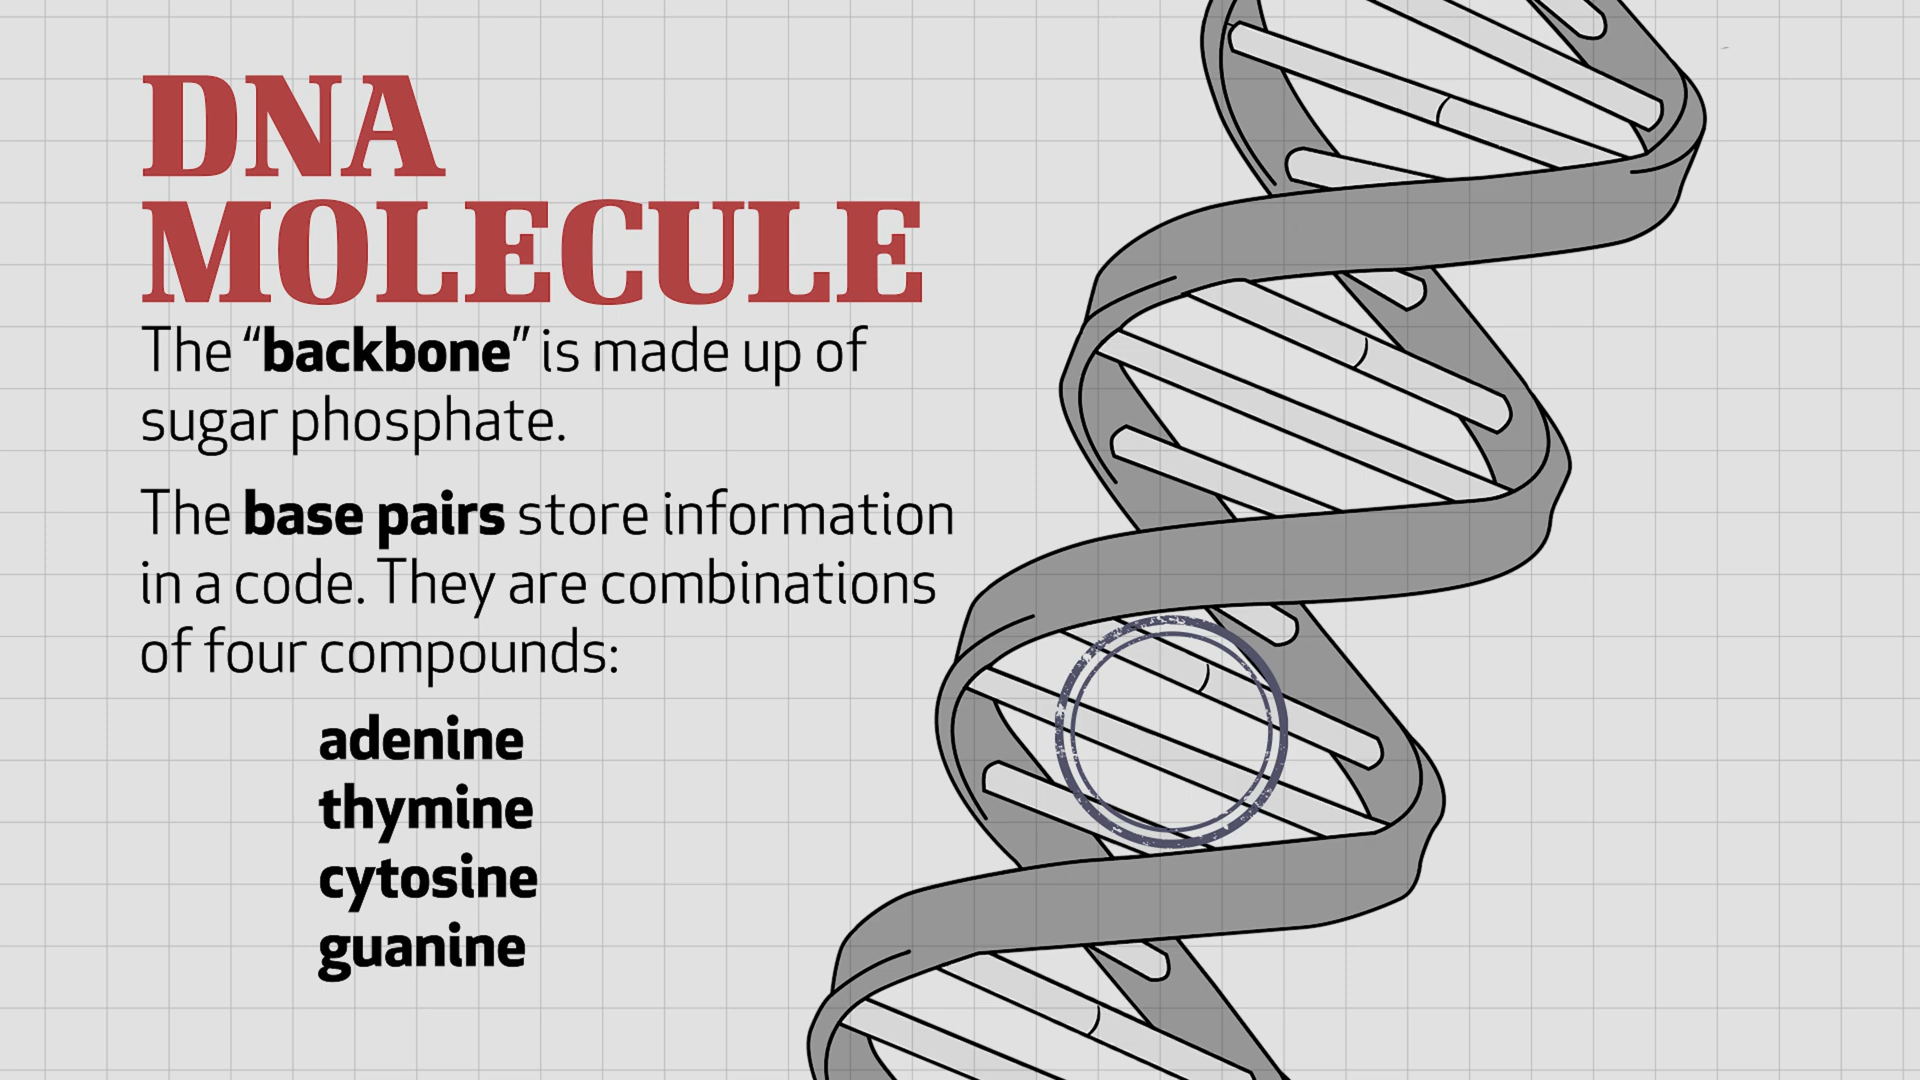 DNA
MOLECULE
The “backbone” is made up of
sugar phosphate.
The base pairs store information
in a code. They are combinations
of four compounds:
adenine
thymine
cytosine
guanine